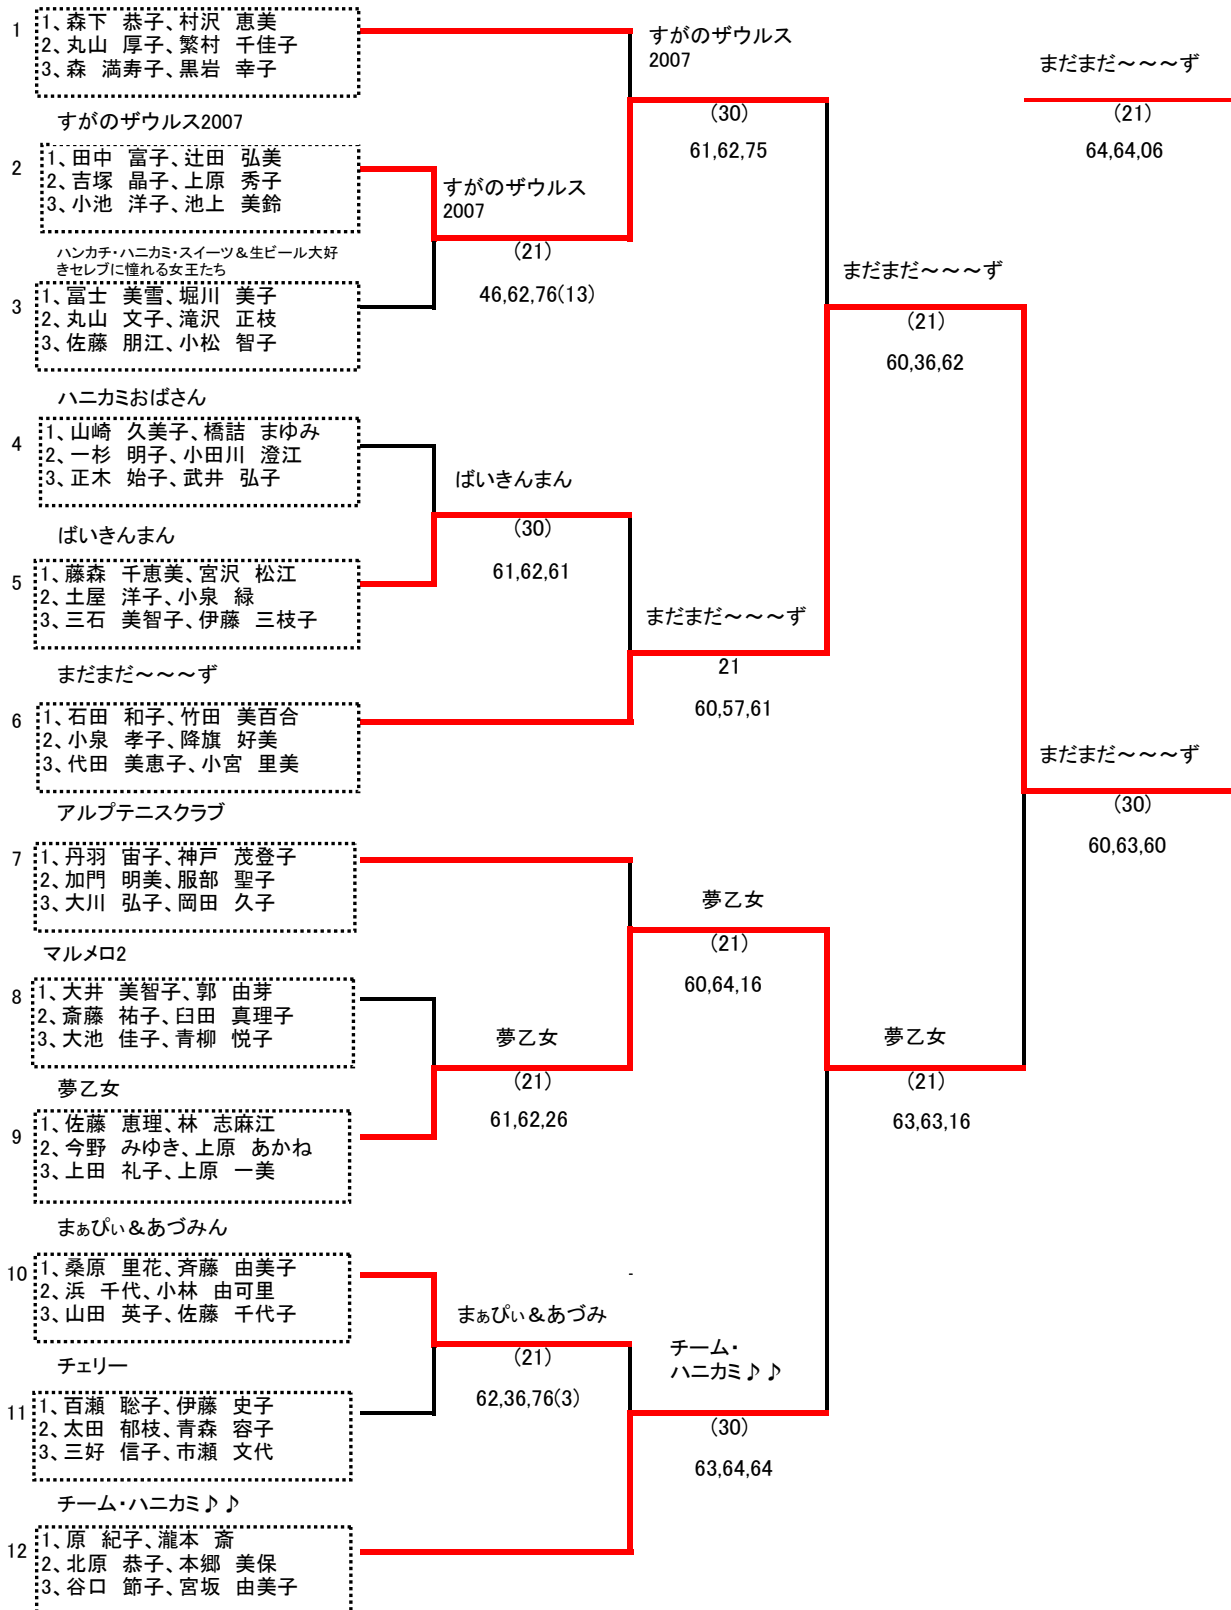 1
1、森下　恭子、村沢　恵美
2、丸山　厚子、繁村　千佳子
3、森　満寿子、黒岩　幸子
すがのザウルス2007
2
1、田中　富子、辻田　弘美
2、吉塚　晶子、上原　秀子
3、小池　洋子、池上　美鈴
ハンカチ・ハニカミ・スイーツ＆生ビール大好
きセレブに憧れる女王たち
3
1、冨士　美雪、堀川　美子
2、丸山　文子、滝沢　正枝
3、佐藤　朋江、小松　智子
ハニカミおばさん
4
1、山崎　久美子、橋詰　まゆみ
2、一杉　明子、小田川　澄江
3、正木　始子、武井　弘子
ばいきんまん
5
1、藤森　千恵美、宮沢　松江
2、土屋　洋子、小泉　緑
3、三石　美智子、伊藤　三枝子
まだまだ～～～ず
6
1、石田　和子、竹田　美百合
2、小泉　孝子、降旗　好美
3、代田　美恵子、小宮　里美
アルプテニスクラブ
7
1、丹羽　宙子、神戸　茂登子
2、加門　明美、服部　聖子
3、大川　弘子、岡田　久子
マルメロ2
8
1、大井　美智子、郭　由芽
2、斎藤　祐子、臼田　真理子
3、大池　佳子、青柳　悦子
夢乙女
9
1、佐藤　恵理、林　志麻江
2、今野　みゆき、上原　あかね
3、上田　礼子、上原　一美
まぁぴぃ＆あづみん
10
1、桑原　里花、斉藤　由美子
2、浜　千代、小林　由可里
3、山田　英子、佐藤　千代子
チェリー
11
1、百瀬　聡子、伊藤　史子
2、太田　郁枝、青森　容子
3、三好　信子、市瀬　文代
チーム・ハニカミ♪♪
12
1、原　紀子、瀧本　斎
2、北原　恭子、本郷　美保
3、谷口　節子、宮坂　由美子
すがのザウルス
2007
(21)
46,62,76(13)
ばいきんまん
(30)
61,62,61
夢乙女
(21)
61,62,26
まぁぴぃ＆あづみ
(21)
62,36,76(3)
すがのザウルス
2007
(30)
61,62,75
まだまだ～～～ず
21
60,57,61
夢乙女
(21)
60,64,16
-
チーム・
ハニカミ♪♪
(30)
63,64,64
まだまだ～～～ず
(21)
60,36,62
夢乙女
(21)
63,63,16
まだまだ～～～ず
(21)
64,64,06
まだまだ～～～ず
(30)
60,63,60